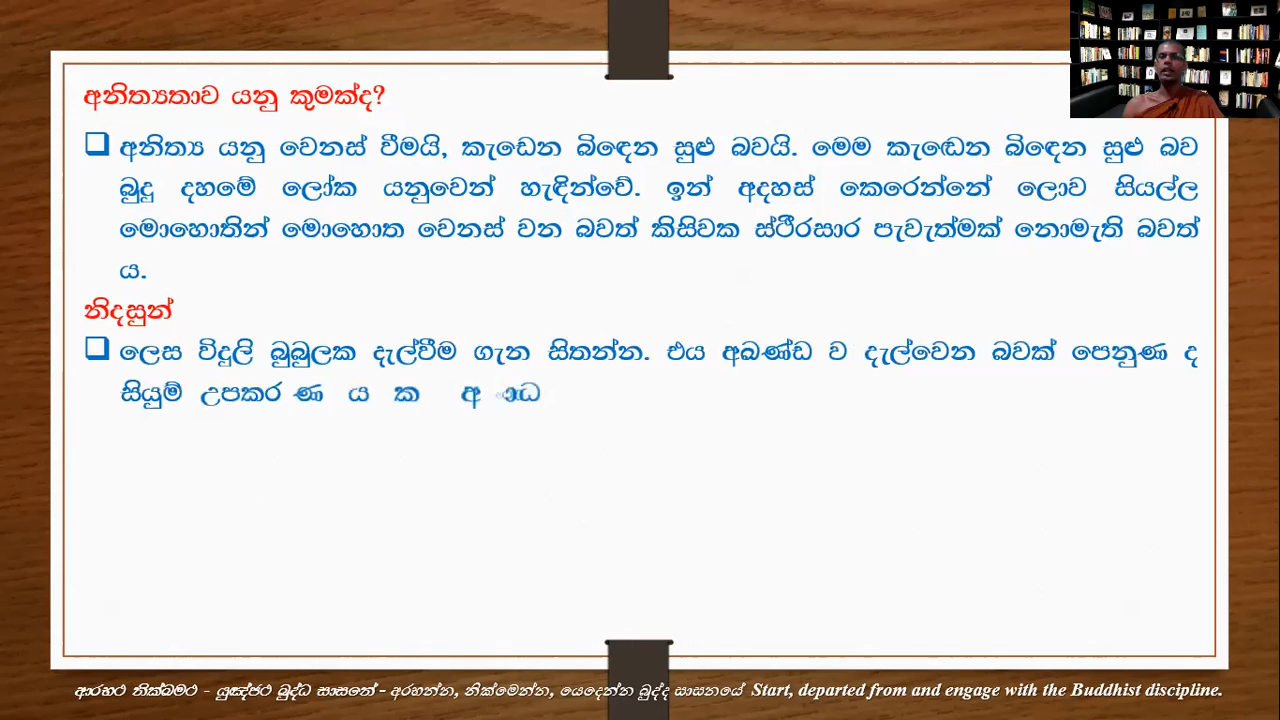 අනිත්‍යතාව යනු කුමක්ද?
අනිත්‍ය යනු වෙනස් වීමයි, කැඩෙන බිඳෙන සුළු බවයි. මෙම කැඬෙන බිඳෙන සුළු බව
බුදු දහමේ ලෝක යනුවෙන් හැඳින්වේ. ඉන් අදහස් කෙරෙන්නේ ලොව සියල්ල
මොහොතින් මොහොත වෙනස් වන බවත් කිසිවක ස්ථීරසාර පැවැත්මක් නොමැති බවත්
ය.
නිදසුන්
ලෙස විදුලි බුබුලක දැල්වීම ගැන සිතන්න. එය අඛණ්ඩ ව දැල්වෙන බවක් පෙනුණ ද
සියුම් උපකරණයක
ආරභථ නික්ඛමථ - යුඤ්ජථ බුද්ධ සාසනේ - අරඹන්න, නික්මෙන්න, යෙදෙන්න බුද්ධ සාසනයේ Start, departed from and engage with the Buddhist discipline.